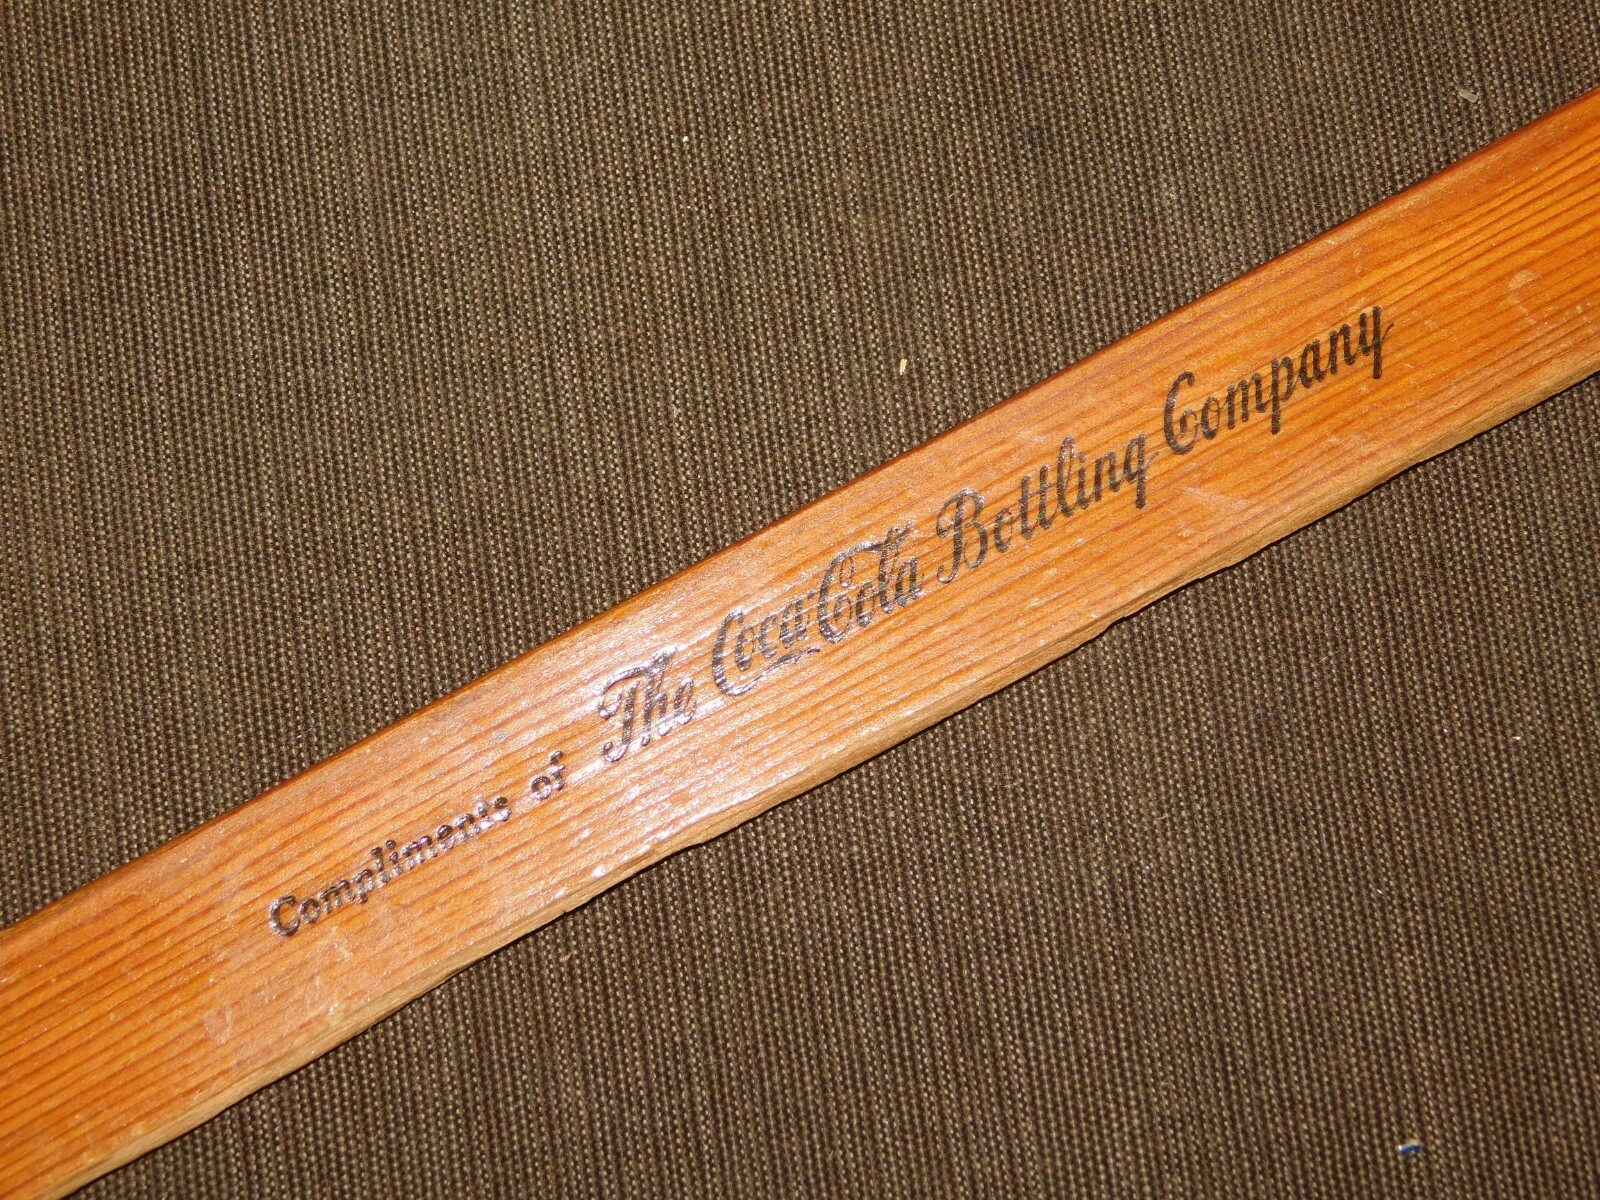 Compliments of The Coca-Cola Bottling Company